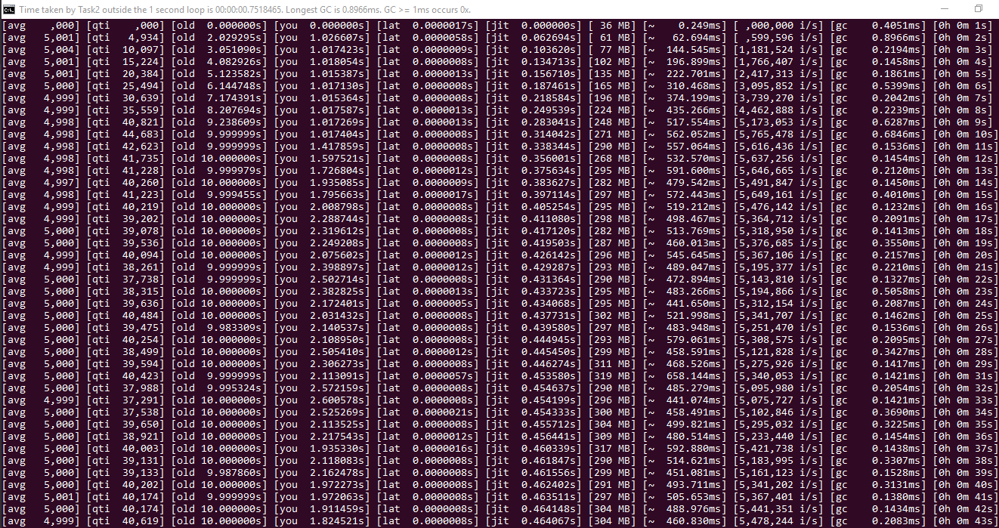 Time taken by Task2 outside the 1 second loop is 00:00:00.7518465. Longest GC is 0.8966ms. GC >= 1ms occurs 0x.
[avg    ,000] [qti    ,000] [old  0.000000s] [you  0.000000s] [lat  0.0000017s] [jit  0.000000s] [ 36 MB] [~    0.249ms] [ ,000,000 i/s] [gc    0.4051ms] [0h 0m 1s]
[avg   5,001] [qti   4,934] [old  2.029295s] [you  1.026607s] [lat  0.0000058s] [jit  0.062694s] [ 61 MB] [~   62.694ms] [ ,599,596 i/s] [gc    0.8966ms] [0h 0m 2s]
[avg   5,004] [qti  10,097] [old  3.051090s] [you  1.017423s] [lat  0.0000009s] [jit  0.103620s] [ 77 MB] [~  144.545ms] [1,181,524 i/s] [gc    0.2194ms] [0h 0m 3s]
[avg   5,001] [qti  15,224] [old  4.082926s] [you  1.018054s] [lat  0.0000008s] [jit  0.134713s] [102 MB] [~  196.899ms] [1,766,407 i/s] [gc    0.1458ms] [0h 0m 4s]
[avg   5,001] [qti  20,384] [old  5.123582s] [you  1.015387s] [lat  0.0000013s] [jit  0.156710s] [135 MB] [~  222.701ms] [2,417,313 i/s] [gc    0.1861ms] [0h 0m 5s]
[avg   5,000] [qti  25,494] [old  6.144748s] [you  1.017130s] [lat  0.0000008s] [jit  0.187461s] [165 MB] [~  310.468ms] [3,095,852 i/s] [gc    0.5399ms] [0h 0m 6s]
[avg   4,999] [qti  30,639] [old  7.174391s] [you  1.015364s] [lat  0.0000008s] [jit  0.218584s] [196 MB] [~  374.199ms] [3,739,270 i/s] [gc    0.2042ms] [0h 0m 7s]
[avg   4,999] [qti  35,559] [old  8.207694s] [you  1.017587s] [lat  0.0000013s] [jit  0.249539s] [224 MB] [~  435.266ms] [4,462,888 i/s] [gc    0.2239ms] [0h 0m 8s]
[avg   4,998] [qti  40,821] [old  9.238609s] [you  1.017269s] [lat  0.0000013s] [jit  0.283041s] [248 MB] [~  517.554ms] [5,173,053 i/s] [gc    0.6287ms] [0h 0m 9s]
[avg   4,998] [qti  44,683] [old  9.999999s] [you  1.017404s] [lat  0.0000008s] [jit  0.314042s] [271 MB] [~  562.052ms] [5,765,478 i/s] [gc    0.6846ms] [0h 0m 10s]
[avg   4,998] [qti  42,623] [old  9.999999s] [you  1.417859s] [lat  0.0000008s] [jit  0.338344s] [290 MB] [~  557.064ms] [5,616,436 i/s] [gc    0.1536ms] [0h 0m 11s]
[avg   4,998] [qti  41,735] [old 10.000000s] [you  1.597521s] [lat  0.0000008s] [jit  0.356001s] [268 MB] [~  532.570ms] [5,637,256 i/s] [gc    0.1454ms] [0h 0m 12s]
[avg   4,998] [qti  41,228] [old  9.999979s] [you  1.726804s] [lat  0.0000012s] [jit  0.375634s] [295 MB] [~  591.600ms] [5,646,665 i/s] [gc    0.2120ms] [0h 0m 13s]
[avg   4,997] [qti  40,260] [old 10.000000s] [you  1.935085s] [lat  0.0000009s] [jit  0.383627s] [282 MB] [~  479.542ms] [5,491,847 i/s] [gc    0.1450ms] [0h 0m 14s]
[avg   4,998] [qti  41,223] [old  9.999455s] [you  1.795663s] [lat  0.0000017s] [jit  0.397114s] [297 MB] [~  572.443ms] [5,649,161 i/s] [gc    0.4010ms] [0h 0m 15s]
[avg   4,999] [qti  40,219] [old 10.000000s] [you  2.008798s] [lat  0.0000008s] [jit  0.405254s] [295 MB] [~  519.212ms] [5,476,142 i/s] [gc    0.1232ms] [0h 0m 16s]
[avg   4,999] [qti  39,202] [old 10.000000s] [you  2.288744s] [lat  0.0000008s] [jit  0.411080s] [298 MB] [~  498.467ms] [5,364,712 i/s] [gc    0.2091ms] [0h 0m 17s]
[avg   5,000] [qti  39,078] [old 10.000000s] [you  2.319612s] [lat  0.0000008s] [jit  0.417120s] [282 MB] [~  513.769ms] [5,318,950 i/s] [gc    0.1413ms] [0h 0m 18s]
[avg   5,000] [qti  39,536] [old 10.000000s] [you  2.249208s] [lat  0.0000008s] [jit  0.419503s] [287 MB] [~  460.013ms] [5,376,685 i/s] [gc    0.3550ms] [0h 0m 19s]
[avg   4,999] [qti  40,094] [old 10.000000s] [you  2.075602s] [lat  0.0000012s] [jit  0.426142s] [296 MB] [~  545.645ms] [5,367,106 i/s] [gc    0.2157ms] [0h 0m 20s]
[avg   4,999] [qti  38,261] [old  9.999999s] [you  2.398897s] [lat  0.0000012s] [jit  0.429287s] [293 MB] [~  489.047ms] [5,195,377 i/s] [gc    0.2210ms] [0h 0m 21s]
[avg   5,000] [qti  37,738] [old  9.999999s] [you  2.502714s] [lat  0.0000008s] [jit  0.431364s] [290 MB] [~  472.894ms] [5,143,810 i/s] [gc    0.1327ms] [0h 0m 22s]
[avg   5,000] [qti  38,315] [old 10.000000s] [you  2.382825s] [lat  0.0000013s] [jit  0.433723s] [295 MB] [~  483.266ms] [5,194,866 i/s] [gc    0.5058ms] [0h 0m 23s]
[avg   5,000] [qti  39,636] [old 10.000000s] [you  2.172401s] [lat  0.0000005s] [jit  0.434068s] [295 MB] [~  441.650ms] [5,312,154 i/s] [gc    0.2087ms] [0h 0m 24s]
[avg   5,000] [qti  40,484] [old 10.000000s] [you  2.031432s] [lat  0.0000008s] [jit  0.437731s] [302 MB] [~  521.998ms] [5,341,707 i/s] [gc    0.1462ms] [0h 0m 25s]
[avg   5,000] [qti  39,475] [old  9.983309s] [you  2.140537s] [lat  0.0000008s] [jit  0.439580s] [297 MB] [~  483.948ms] [5,251,470 i/s] [gc    0.1536ms] [0h 0m 26s]
[avg   5,000] [qti  40,254] [old 10.000000s] [you  2.108950s] [lat  0.0000008s] [jit  0.444945s] [293 MB] [~  579.061ms] [5,308,575 i/s] [gc    0.2095ms] [0h 0m 27s]
[avg   5,000] [qti  38,499] [old 10.000000s] [you  2.505410s] [lat  0.0000012s] [jit  0.445450s] [299 MB] [~  458.591ms] [5,121,828 i/s] [gc    0.3427ms] [0h 0m 28s]
[avg   5,000] [qti  39,594] [old 10.000000s] [you  2.306273s] [lat  0.0000008s] [jit  0.446274s] [311 MB] [~  468.526ms] [5,275,926 i/s] [gc    0.1417ms] [0h 0m 29s]
[avg   5,000] [qti  40,423] [old  9.999999s] [you  2.113091s] [lat  0.0000057s] [jit  0.453580s] [319 MB] [~  658.144ms] [5,340,053 i/s] [gc    0.1421ms] [0h 0m 31s]
[avg   5,000] [qti  37,988] [old  9.995324s] [you  2.572159s] [lat  0.0000008s] [jit  0.454637s] [290 MB] [~  485.279ms] [5,095,980 i/s] [gc    0.2054ms] [0h 0m 32s]
[avg   4,999] [qti  37,291] [old 10.000000s] [you  2.600578s] [lat  0.0000008s] [jit  0.454199s] [296 MB] [~  441.074ms] [5,075,727 i/s] [gc    0.1421ms] [0h 0m 33s]
[avg   5,000] [qti  37,538] [old 10.000000s] [you  2.525269s] [lat  0.0000021s] [jit  0.454333s] [300 MB] [~  458.491ms] [5,102,846 i/s] [gc    0.3690ms] [0h 0m 34s]
[avg   5,000] [qti  39,650] [old 10.000000s] [you  2.113525s] [lat  0.0000008s] [jit  0.455712s] [304 MB] [~  499.821ms] [5,295,032 i/s] [gc    0.3225ms] [0h 0m 35s]
[avg   5,000] [qti  38,921] [old 10.000000s] [you  2.217543s] [lat  0.0000012s] [jit  0.456441s] [309 MB] [~  480.514ms] [5,233,440 i/s] [gc    0.1454ms] [0h 0m 36s]
[avg   5,000] [qti  40,003] [old 10.000000s] [you  1.935330s] [lat  0.0000016s] [jit  0.460339s] [317 MB] [~  592.880ms] [5,421,738 i/s] [gc    0.1438ms] [0h 0m 37s]
[avg   5,000] [qti  39,131] [old 10.000000s] [you  2.118083s] [lat  0.0000008s] [jit  0.461847s] [290 MB] [~  514.621ms] [5,183,995 i/s] [gc    0.3307ms] [0h 0m 38s]
[avg   5,000] [qti  39,133] [old  9.987860s] [you  2.162478s] [lat  0.0000008s] [jit  0.461556s] [299 MB] [~  451.081ms] [5,161,123 i/s] [gc    0.1528ms] [0h 0m 39s]
[avg   5,000] [qti  40,202] [old 10.000000s] [you  1.972273s] [lat  0.0000008s] [jit  0.462402s] [291 MB] [~  493.711ms] [5,341,202 i/s] [gc    0.3131ms] [0h 0m 40s]
[avg   5,001] [qti  40,174] [old  9.999999s] [you  1.972063s] [lat  0.0000008s] [jit  0.463511s] [297 MB] [~  505.653ms] [5,367,401 i/s] [gc    0.1380ms] [0h 0m 41s]
[avg   5,000] [qti  40,174] [old 10.000000s] [you  1.911459s] [lat  0.0000008s] [jit  0.464148s] [304 MB] [~  488.976ms] [5,441,351 i/s] [gc    0.1434ms] [0h 0m 42s]
[avg   4,999] [qti  40,619] [old 10.000000s] [you  1.824521s] [lat  0.0000008s] [jit  0.464067s] [304 MB] [~  460.830ms] [5,478,244 i/s] [gc    0.2083ms] [0h 0m 43s]